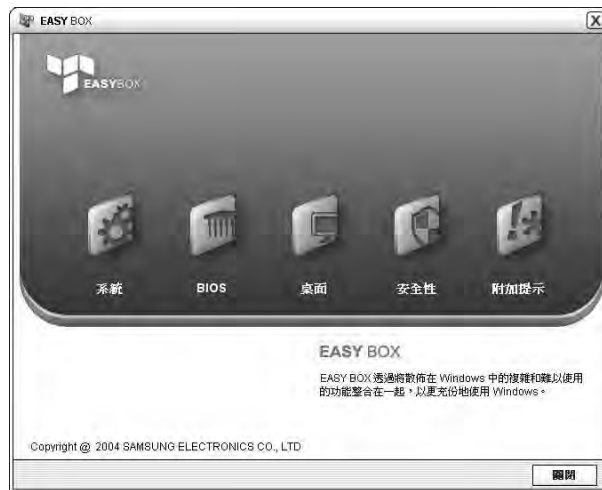 EASY BOX
EASYBOX
系統
BIOS
桌面
安全性
附加提示
EASY BOX
EASY BOX 透過將散佈在 Windows 中的複雜和難以使用
的功能整合在一起，以更充份地使用 Windows。
Copyright @ 2004 SAMSUNG ELECTRONICS CO., LTD
關閉